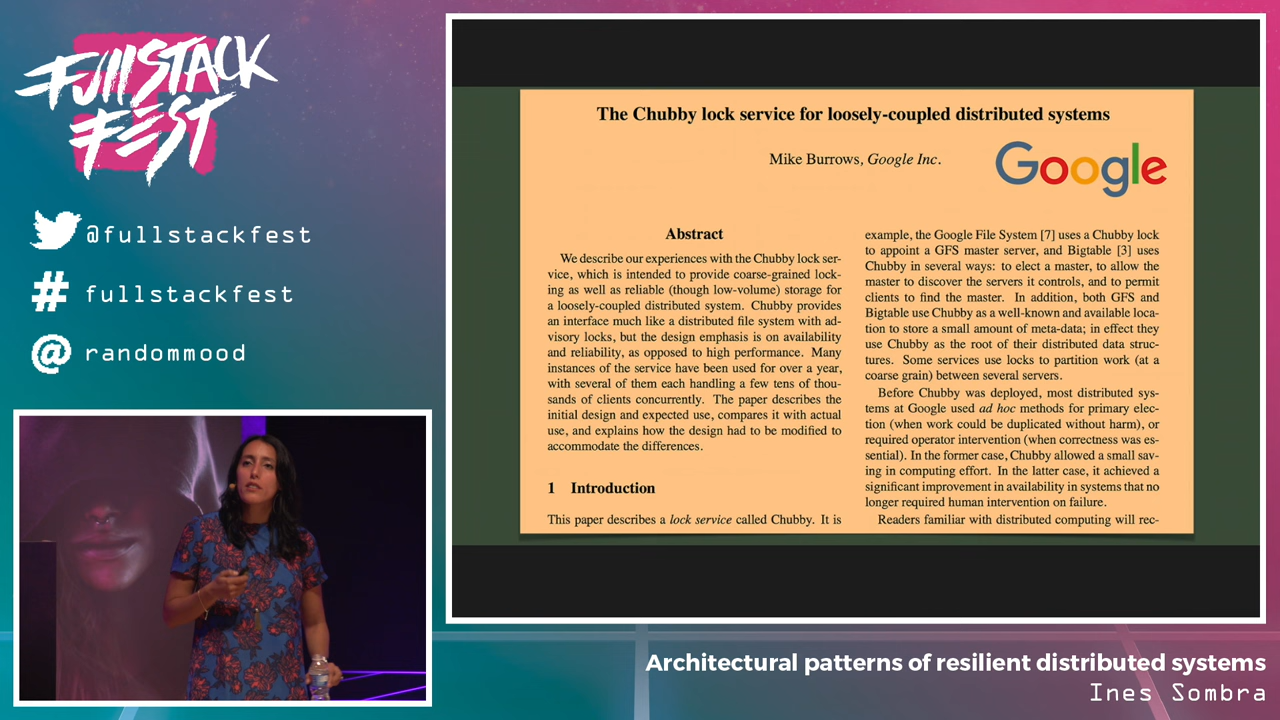 FullSTACK
FEST
@fullstackfest
# fullstackfest
@ randommood
The Chubby lock service for loosely-coupled distributed systems
Mike Burrows, Google Inc.
Google
Abstract
We describe our experiences with the Chubby lock ser-
vice, which is intended to provide coarse-grained lock-
ing as well as reliable (though low-volume) storage for
a loosely-coupled distributed system. Chubby provides
an interface much like a distributed file system with ad-
visory locks, but the design emphasis is on availability
and reliability, as opposed to high performance. Many
instances of the service have been used for over a year,
with several of them each handling a few tens of thou-
sands of clients concurrently. The paper describes the
initial design and expected use, compares it with actual
use, and explains how the design had to be modified to
accommodate the differences.
1 Introduction
This paper describes a lock service called Chubby. It is
example, the Google File System [7] uses a Chubby lock
to appoint a GFS master server, and Bigtable [3] uses
Chubby in several ways: to elect a master, to allow the
master to discover the servers it controls, and to permit
clients to find the master. In addition, both GFS and
Bigtable use Chubby as a well-known and available loca-
tion to store a small amount of meta-data; in effect they
use Chubby as the root of their distributed data struc-
tures. Some services use locks to partition work (at a
coarse grain) between several servers.
Before Chubby was deployed, most distributed sys-
tems at Google used ad hoc methods for primary elec-
tion (when work could be duplicated without harm), or
required operator intervention (when correctness was es-
sential). In the former case, Chubby allowed a small sav-
ing in computing effort. In the latter case, it achieved a
significant improvement in availability in systems that no
longer required human intervention on failure.
Readers familiar with distributed computing will rec-
Architectural patterns of resilient distributed systems
Ines Sombra